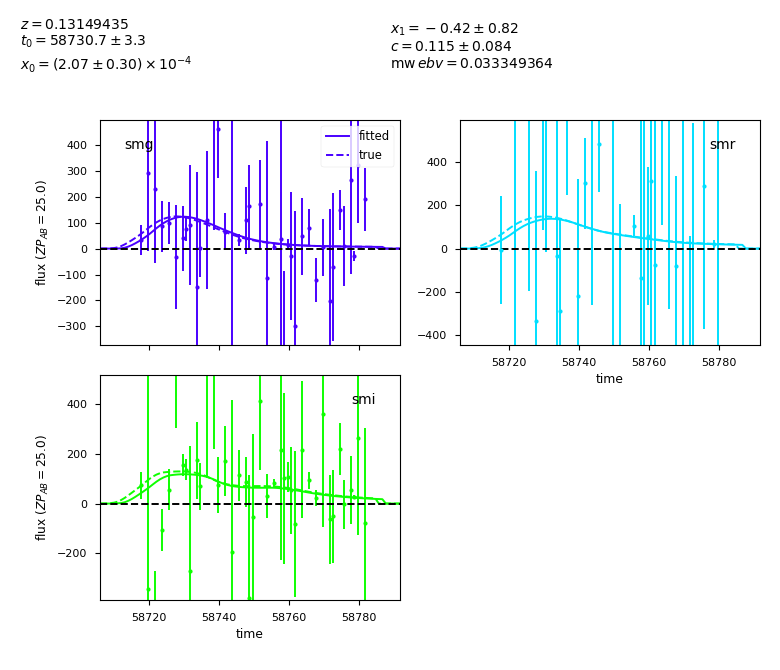 z = 0.13149435
t₀ = 58730.7 ± 3.3
x₀ = (2.07 ± 0.30) × 10⁻⁴
x₁ = −0.42 ± 0.82
c = 0.115 ± 0.084
mw ebv = 0.033349364
smg
fitted
true
400
300
200
100
0
−100
−200
−300
flux (ZP_AB = 25.0)
smr
400
200
0
−200
−400
58720 58740 58760 58780
time
smi
400
200
0
−200
flux (ZP_AB = 25.0)
58720 58740 58760 58780
time